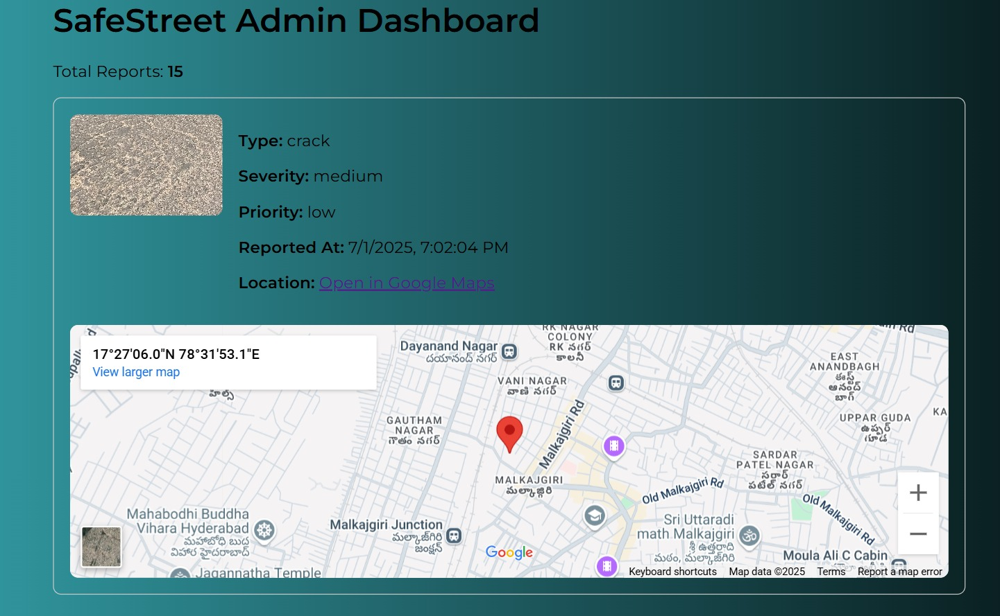 SafeStreet Admin Dashboard
Total Reports: 15
Type: crack
Severity: medium
Priority: low
Reported At: 7/1/2025, 7:02:04 PM
Location: Open in Google Maps
17°27'06.0"N 78°31'53.1"E
View larger map
హిల్స్
Dayanand Nagar
దయానంద్ నగర్
RK NAGAR
COLONY
RK నగర్
కాలనీ
VANI NAGAR
వాణి నగర్
EAST
ANANDBAGH
ఈస్ట్
ఆనంద్
బాగ్
GAUTHAM
NAGAR
గౌతం నగర్
Malkajgiri Rd
UPPAR GUDA
ఉప్పర్
గూడ
KA
SARDAR
PATEL NAGAR
సర్దార్
పటేల్ నగర్
MALKAJGIRI
మల్కాజ్గిరి
Old Malkajgiri Rd
Old Malkajgiri Rd
Mahabodhi Buddha
Vihara Hyderabad
మహాబోధి బుద్ధ
విహార హైదరాబాద్
Malkajgiri Junction
మల్కాజ్‌గిరి
జంక్షన్
Sri Uttaradi
math Malkajgiri
శ్రీ ఉత్తరాది
మఠం, మల్కాజ్‌గిరి
Moula Ali C Cabin
Jagannatha Temple
Google
Keyboard shortcuts Map data ©2025 Terms Report a map error